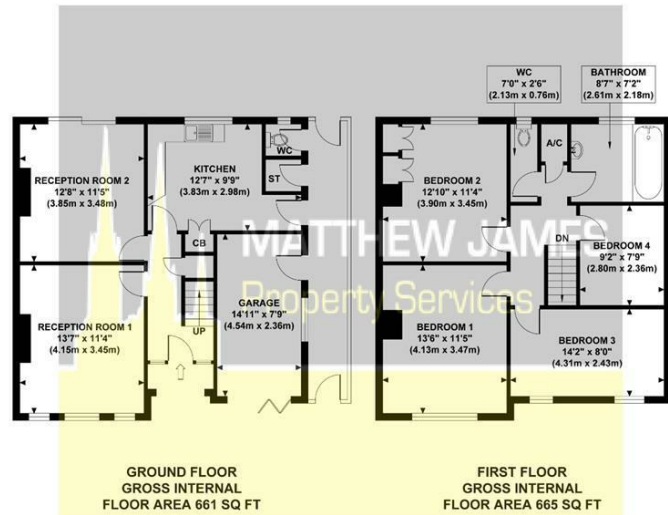 WC
7'0" x 2'6"
(2.13m x 0.76m)
BATHROOM
8'7" x 7'2"
(2.61m x 2.18m)
RECEPTION ROOM 2
12'8" x 11'5"
(3.85m x 3.48m)
KITCHEN
12'7" x 9'9"
(3.83m x 2.98m)
WC
ST
CB
RECEPTION ROOM 1
13'7" x 11'4"
(4.15m x 3.45m)
UP
GARAGE
14'11" x 7'9"
(4.54m x 2.36m)
BEDROOM 2
12'10" x 11'4"
(3.90m x 3.45m)
A/C
DN
BEDROOM 4
9'2" x 7'9"
(2.80m x 2.36m)
BEDROOM 1
13'6" x 11'5"
(4.13m x 3.47m)
BEDROOM 3
14'2" x 8'0"
(4.31m x 2.43m)
MATTHEW JAMES
Property Services
GROUND FLOOR
GROSS INTERNAL
FLOOR AREA 661 SQ FT
FIRST FLOOR
GROSS INTERNAL
FLOOR AREA 665 SQ FT